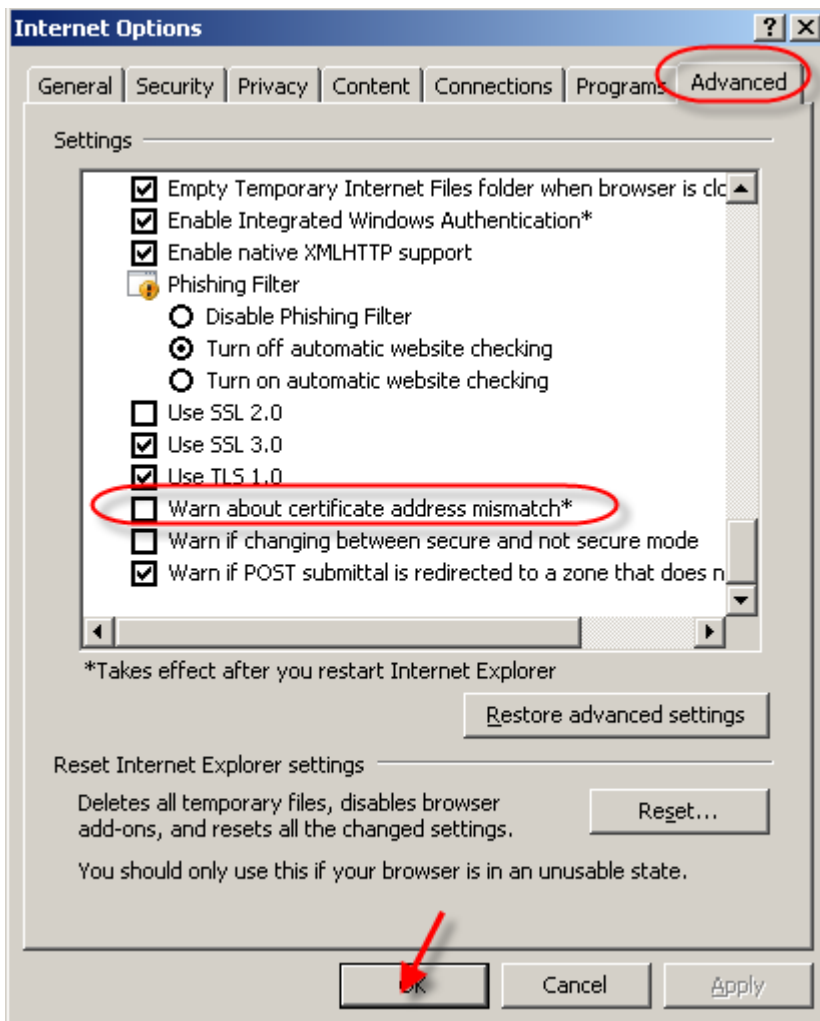 Internet Options
General Security Privacy Content Connections Programs Advanced
Settings
Empty Temporary Internet Files folder when browser is clo
Enable Integrated Windows Authentication*
Enable native XMLHTTP support
Phishing Filter
Disable Phishing Filter
Turn off automatic website checking
Turn on automatic website checking
Use SSL 2.0
Use SSL 3.0
Use TLS 1.0
Warn about certificate address mismatch*
Warn if changing between secure and not secure mode
Warn if POST submittal is redirected to a zone that does n
*Takes effect after you restart Internet Explorer
Restore advanced settings
Reset Internet Explorer settings
Deletes all temporary files, disables browser
add-ons, and resets all the changed settings.
Reset...
You should only use this if your browser is in an unusable state.
OK Cancel Apply